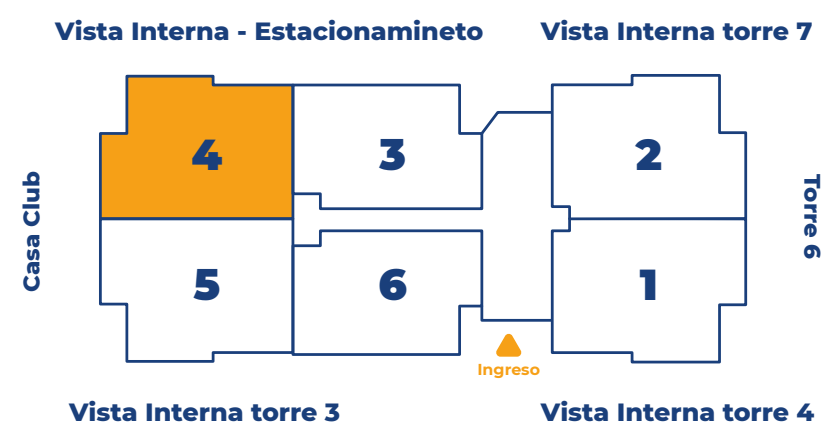 Vista Interna - Estacionamineto
Vista Interna torre 7
4
3
2
Casa Club
Torre 6
5
6
1
Ingreso
Vista Interna torre 3
Vista Interna torre 4